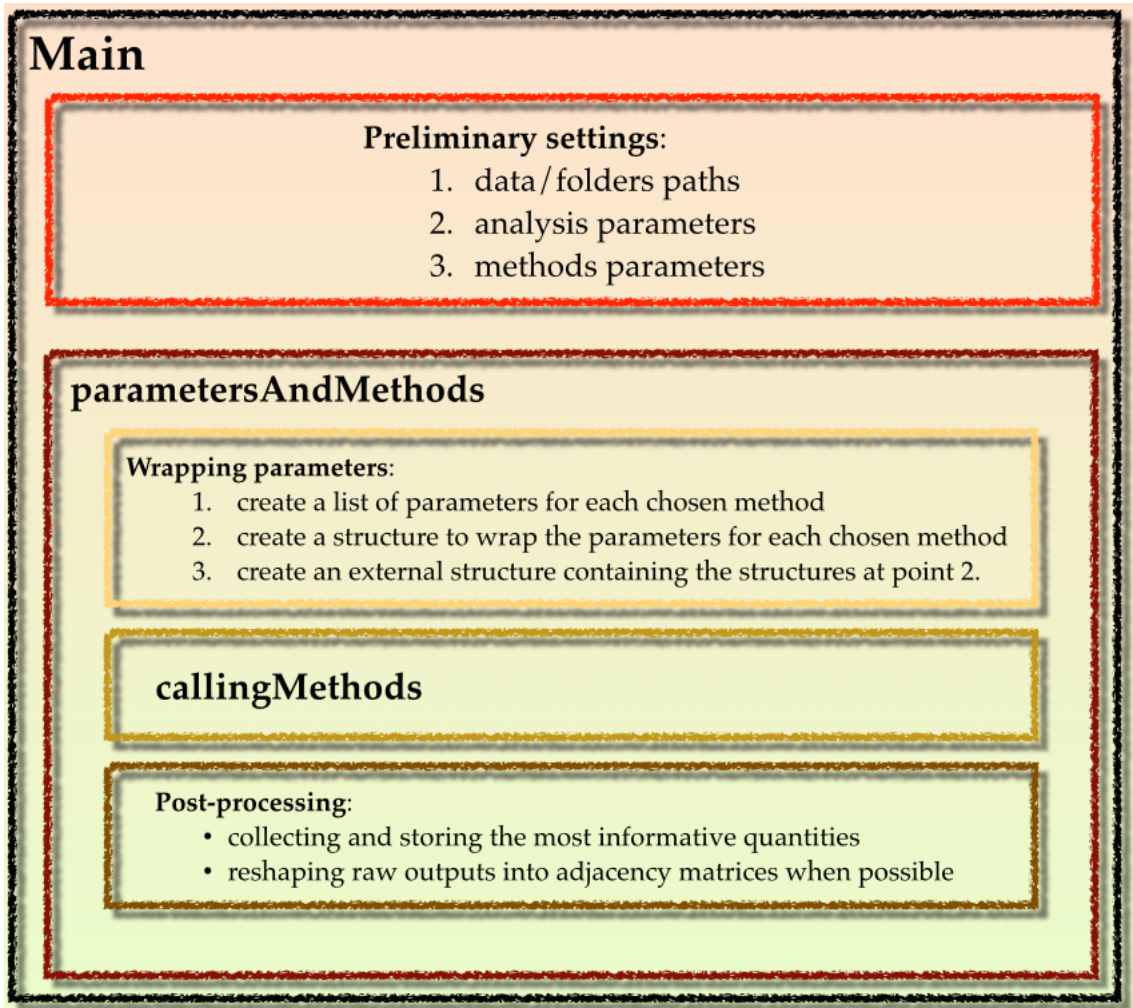 Main
Preliminary settings:
1. data/folders paths
2. analysis parameters
3. methods parameters
parametersAndMethods
Wrapping parameters:
1. create a list of parameters for each chosen method
2. create a structure to wrap the parameters for each chosen method
3. create an external structure containing the structures at point 2.
callingMethods
Post-processing:
• collecting and storing the most informative quantities
• reshaping raw outputs into adjacency matrices when possible